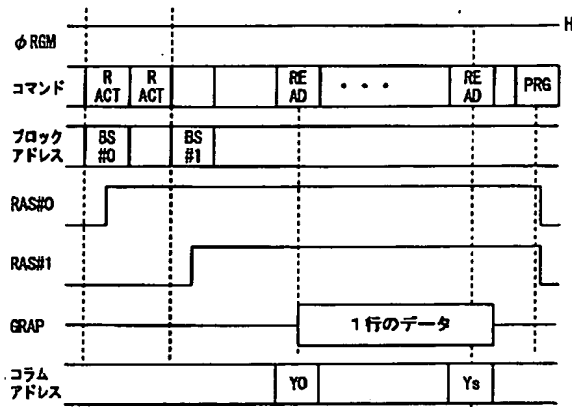 φRGM H
コマンド R ACT R ACT RE AD ・・・ RE AD PRG
ブロック アドレス BS #0 BS #1
RAS#0
RAS#1
GRAP 1行のデータ
コラム アドレス Y0 Ys